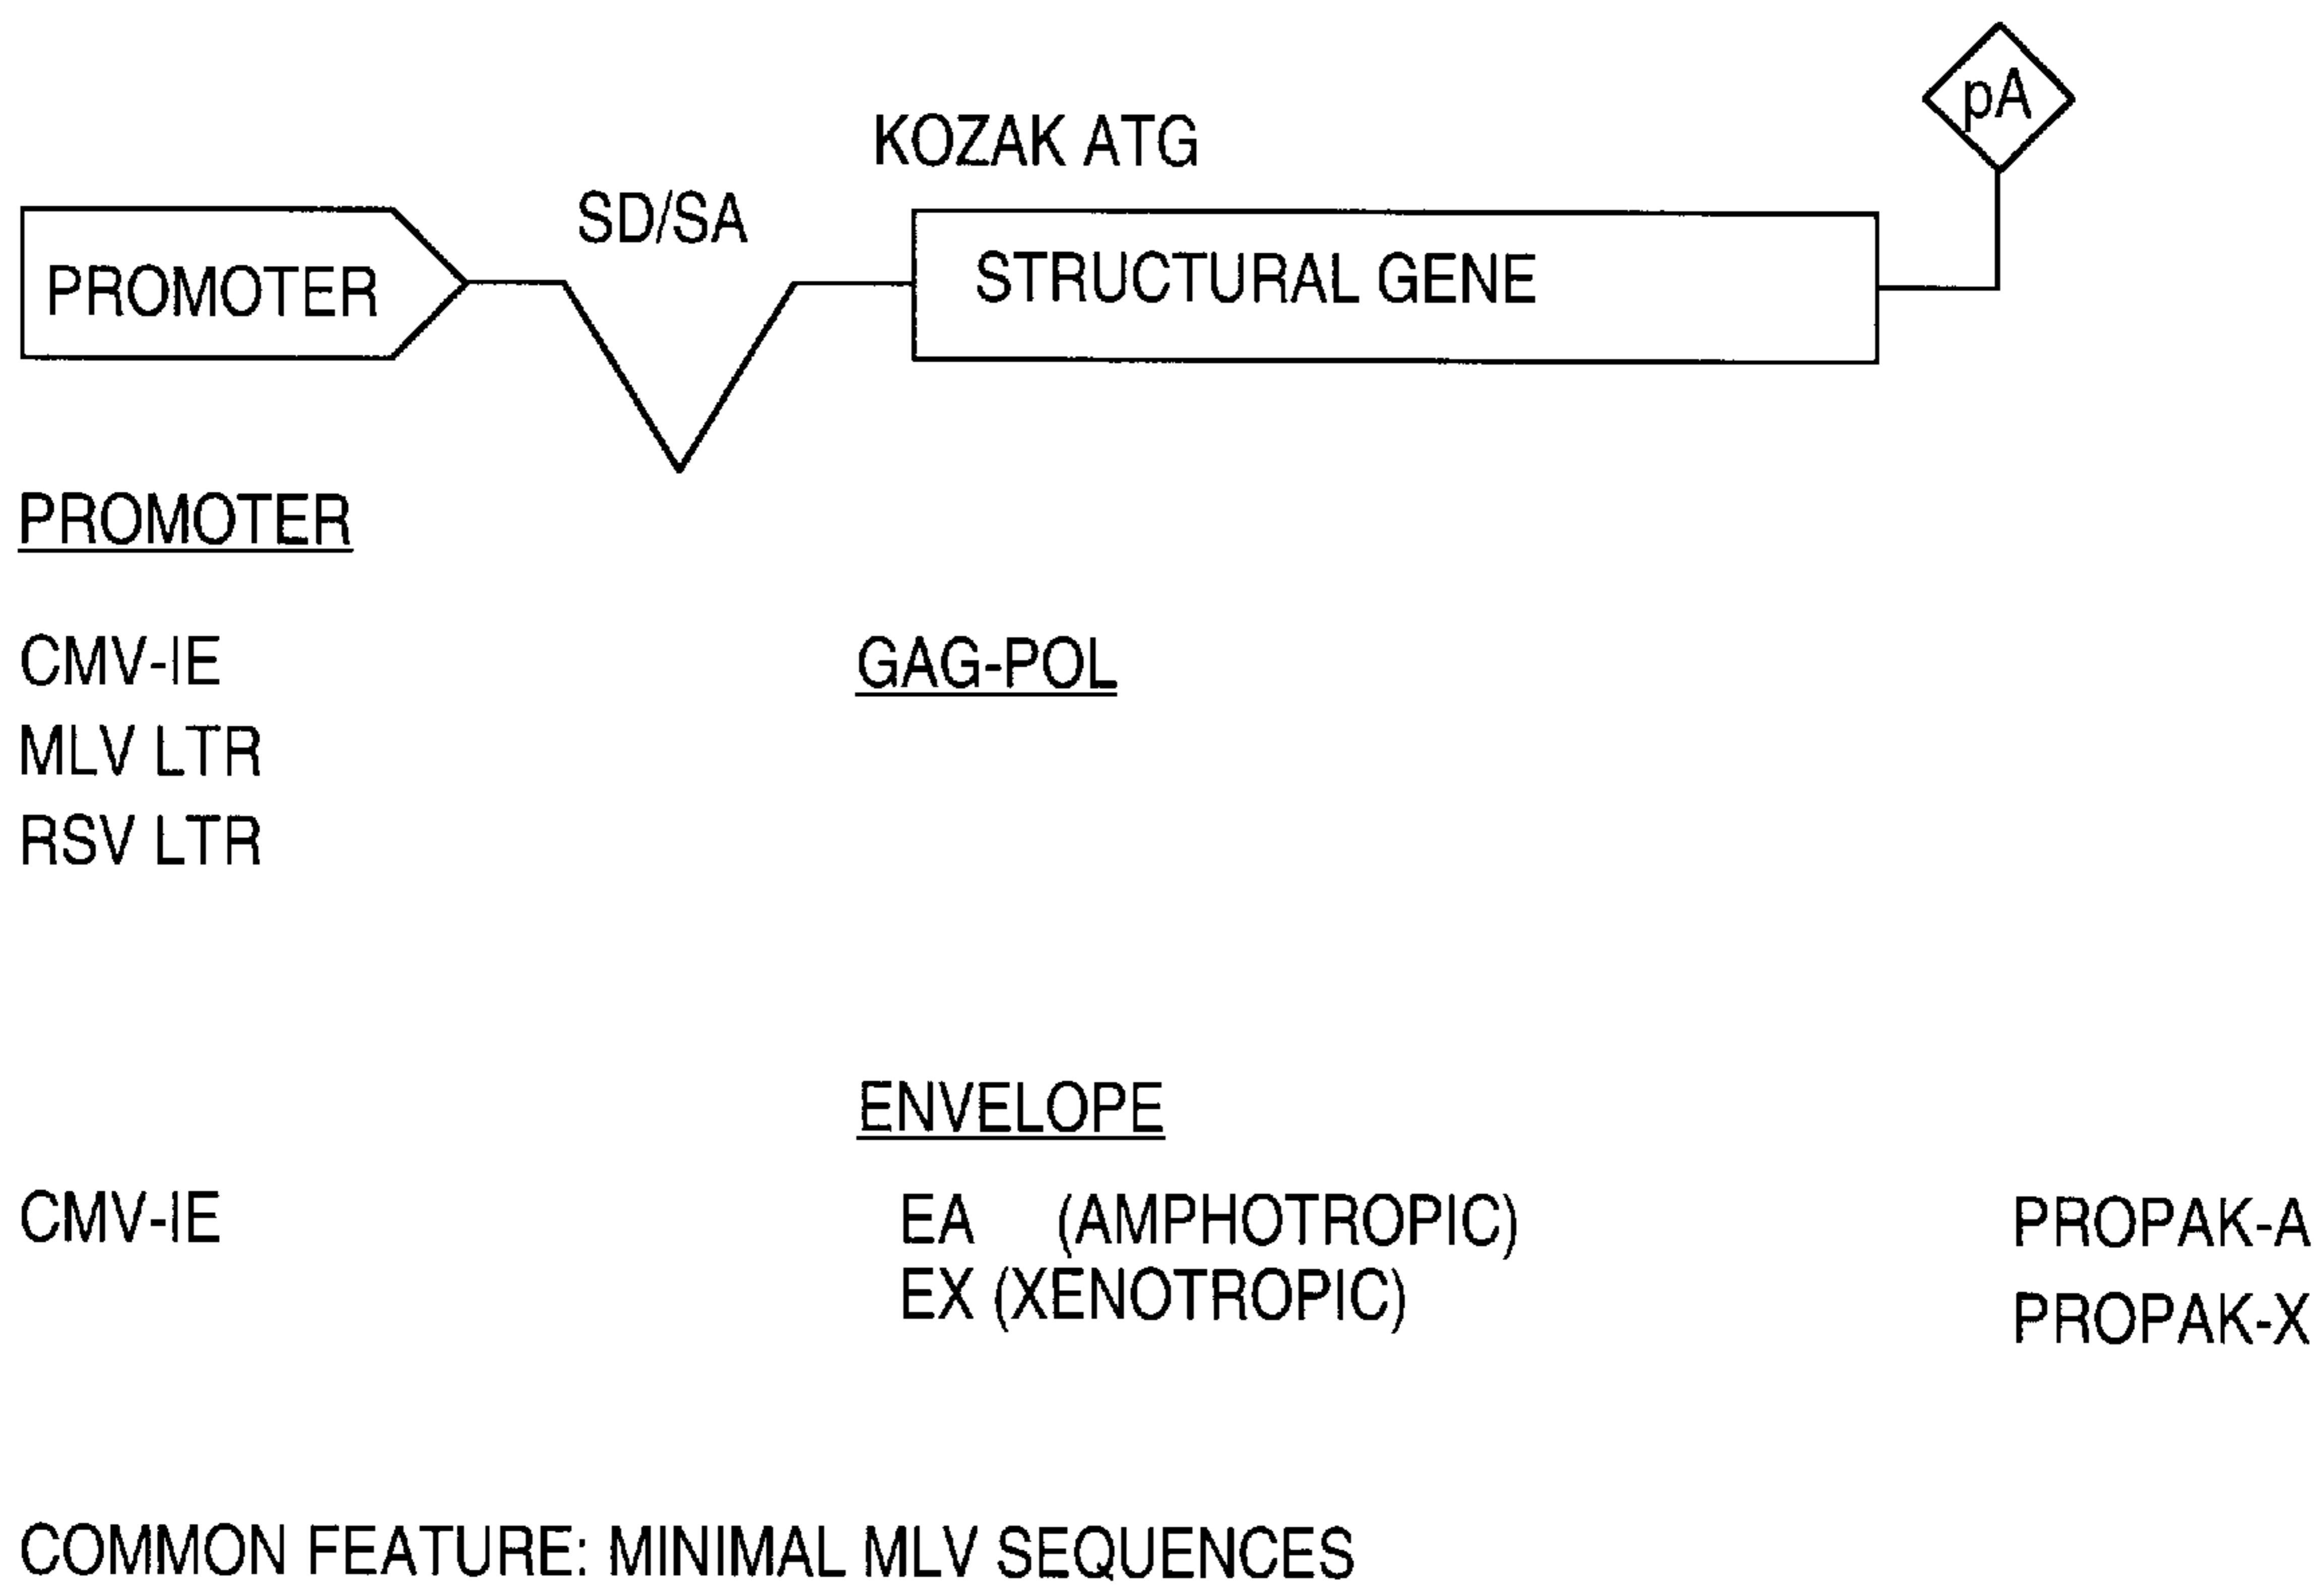 pA
KOZAK ATG
SD/SA
PROMOTER
STRUCTURAL GENE
PROMOTER
CMV-IE
GAG-POL
MLV LTR
RSV LTR
ENVELOPE
CMV-IE EA (AMPHOTROPIC) PROPAK-A
EX (XENOTROPIC) PROPAK-X
COMMON FEATURE: MINIMAL MLV SEQUENCES